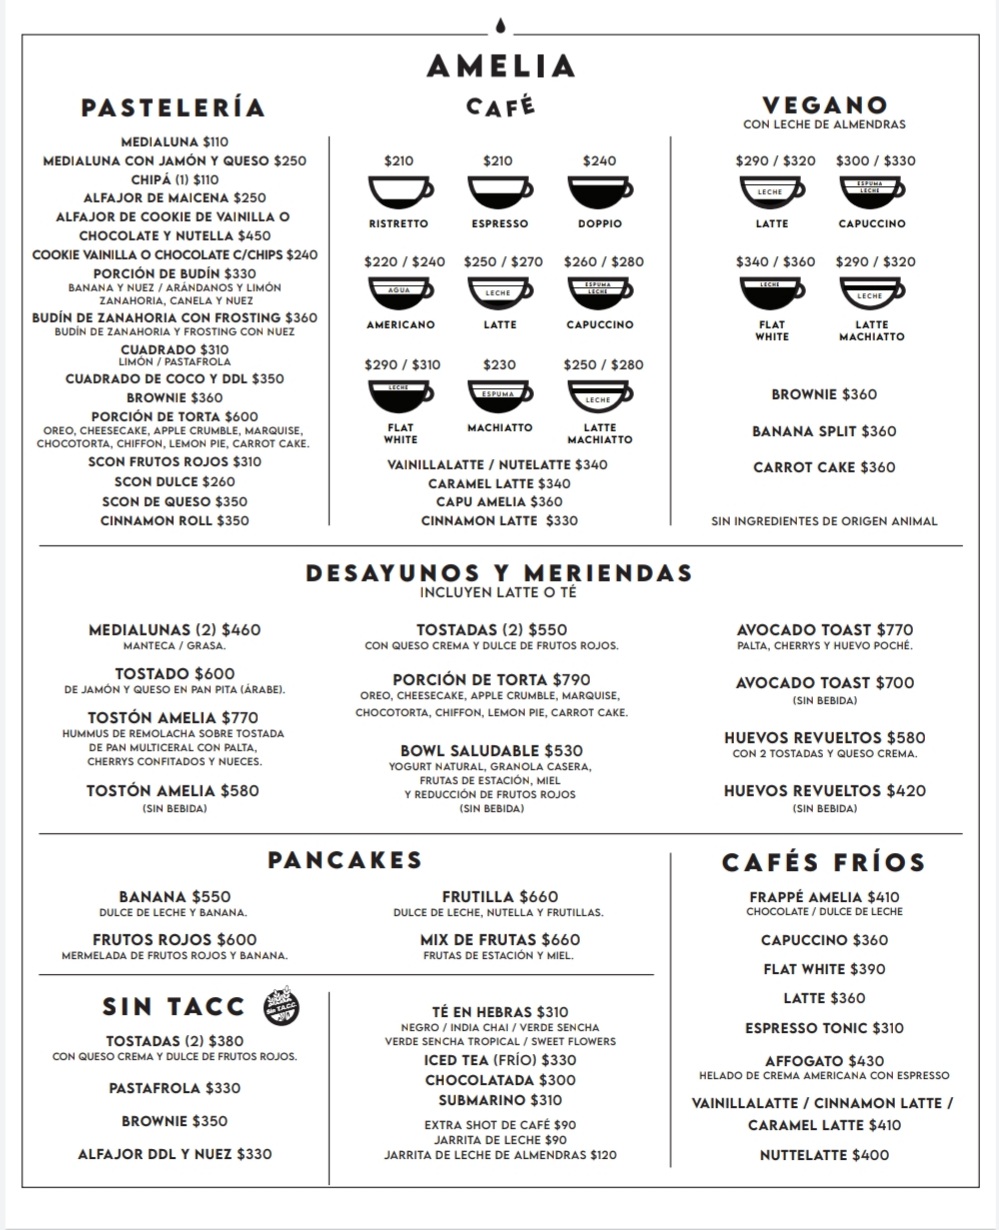 AMELIA
PASTELERÍA
MEDIALUNA $110
MEDIALUNA CON JAMÓN Y QUESO $250
CHIPÁ (1) $110
ALFAJOR DE MAICENA $250
ALFAJOR DE COOKIE DE VAINILLA O
CHOCOLATE Y NUTELLA $450
COOKIE VAINILLA O CHOCOLATE C/CHIPS $240
PORCIÓN DE BUDÍN $330
BANANA Y NUEZ / ARÁNDANOS Y LIMÓN
ZANAHORIA, CANELA Y NUEZ
BUDÍN DE ZANAHORIA CON FROSTING $360
BUDÍN DE ZANAHORIA Y FROSTING CON NUEZ
CUADRADO $310
LIMÓN / PASTAFROLA
CUADRADO DE COCO Y DDL $350
BROWNIE $360
PORCIÓN DE TORTA $600
OREO, CHEESECAKE, APPLE CRUMBLE, MARQUISE,
CHOCOTORTA, CHIFFON, LEMON PIE, CARROT CAKE.
SCON FRUTOS ROJOS $310
SCON DULCE $260
SCON DE QUESO $350
CINNAMON ROLL $350
CAFÉ
$210 $210 $240
RISTRETTO ESPRESSO DOPPIO
$220 / $240 $250 / $270 $260 / $280
AGUA LECHE ESPUMA
LECHE
AMERICANO LATTE CAPUCCINO
$290 / $310 $230 $250 / $280
LECHE ESPUMA LECHE
FLAT MACHIATTO LATTE
WHITE MACHIATTO
VAINILLALATTE / NUTELATTE $340
CARAMEL LATTE $340
CAPU AMELIA $360
CINNAMON LATTE $330
VEGANO
CON LECHE DE ALMENDRAS
$290 / $320 $300 / $330
LECHE ESPUMA
LECHE
LATTE CAPUCCINO
$340 / $360 $290 / $320
LECHE LECHE
FLAT LATTE
WHITE MACHIATTO
BROWNIE $360
BANANA SPLIT $360
CARROT CAKE $360
SIN INGREDIENTES DE ORIGEN ANIMAL
DESAYUNOS Y MERIENDAS
INCLUYEN LATTE O TÉ
MEDIALUNAS (2) $460
MANTECA / GRASA.
TOSTADO $600
DE JAMÓN Y QUESO EN PAN PITA (ÁRABE).
TOSTÓN AMELIA $770
HUMMUS DE REMOLACHA SOBRE TOSTADA
DE PAN MULTICERAL CON PALTA,
CHERRYS CONFITADOS Y NUECES.
TOSTÓN AMELIA $580
(SIN BEBIDA)
TOSTADAS (2) $550
CON QUESO CREMA Y DULCE DE FRUTOS ROJOS.
PORCIÓN DE TORTA $790
OREO, CHEESECAKE, APPLE CRUMBLE, MARQUISE,
CHOCOTORTA, CHIFFON, LEMON PIE, CARROT CAKE.
BOWL SALUDABLE $530
YOGURT NATURAL, GRANOLA CASERA,
FRUTAS DE ESTACIÓN, MIEL
Y REDUCCIÓN DE FRUTOS ROJOS
(SIN BEBIDA)
AVOCADO TOAST $770
PALTA, CHERRYS Y HUEVO POCHÉ.
AVOCADO TOAST $700
(SIN BEBIDA)
HUEVOS REVUELTOS $580
CON 2 TOSTADAS Y QUESO CREMA.
HUEVOS REVUELTOS $420
(SIN BEBIDA)
PANCAKES
BANANA $550
DULCE DE LECHE Y BANANA.
FRUTOS ROJOS $600
MERMELADA DE FRUTOS ROJOS Y BANANA.
FRUTILLA $660
DULCE DE LECHE, NUTELLA Y FRUTILLAS.
MIX DE FRUTAS $660
FRUTAS DE ESTACIÓN Y MIEL.
SIN TACC
Sin TACC
TOSTADAS (2) $380
CON QUESO CREMA Y DULCE DE FRUTOS ROJOS.
PASTAFROLA $330
BROWNIE $350
ALFAJOR DDL Y NUEZ $330
TÉ EN HEBRAS $310
NEGRO / INDIA CHAI / VERDE SENCHA
VERDE SENCHA TROPICAL / SWEET FLOWERS
ICED TEA (FRÍO) $330
CHOCOLATADA $300
SUBMARINO $310
EXTRA SHOT DE CAFÉ $90
JARRITA DE LECHE $90
JARRITA DE LECHE DE ALMENDRAS $120
CAFÉS FRÍOS
FRAPPÉ AMELIA $410
CHOCOLATE / DULCE DE LECHE
CAPUCCINO $360
FLAT WHITE $390
LATTE $360
ESPRESSO TONIC $310
AFFOGATO $430
HELADO DE CREMA AMERICANA CON ESPRESSO
VAINILLALATTE / CINNAMON LATTE /
CARAMEL LATTE $410
NUTTELATTE $400